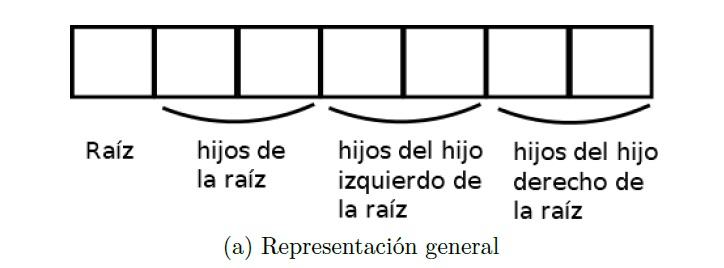 Raíz
hijos de
la raíz
hijos del hijo
izquierdo de
la raíz
hijos del hijo
derecho de
la raíz
(a) Representación general